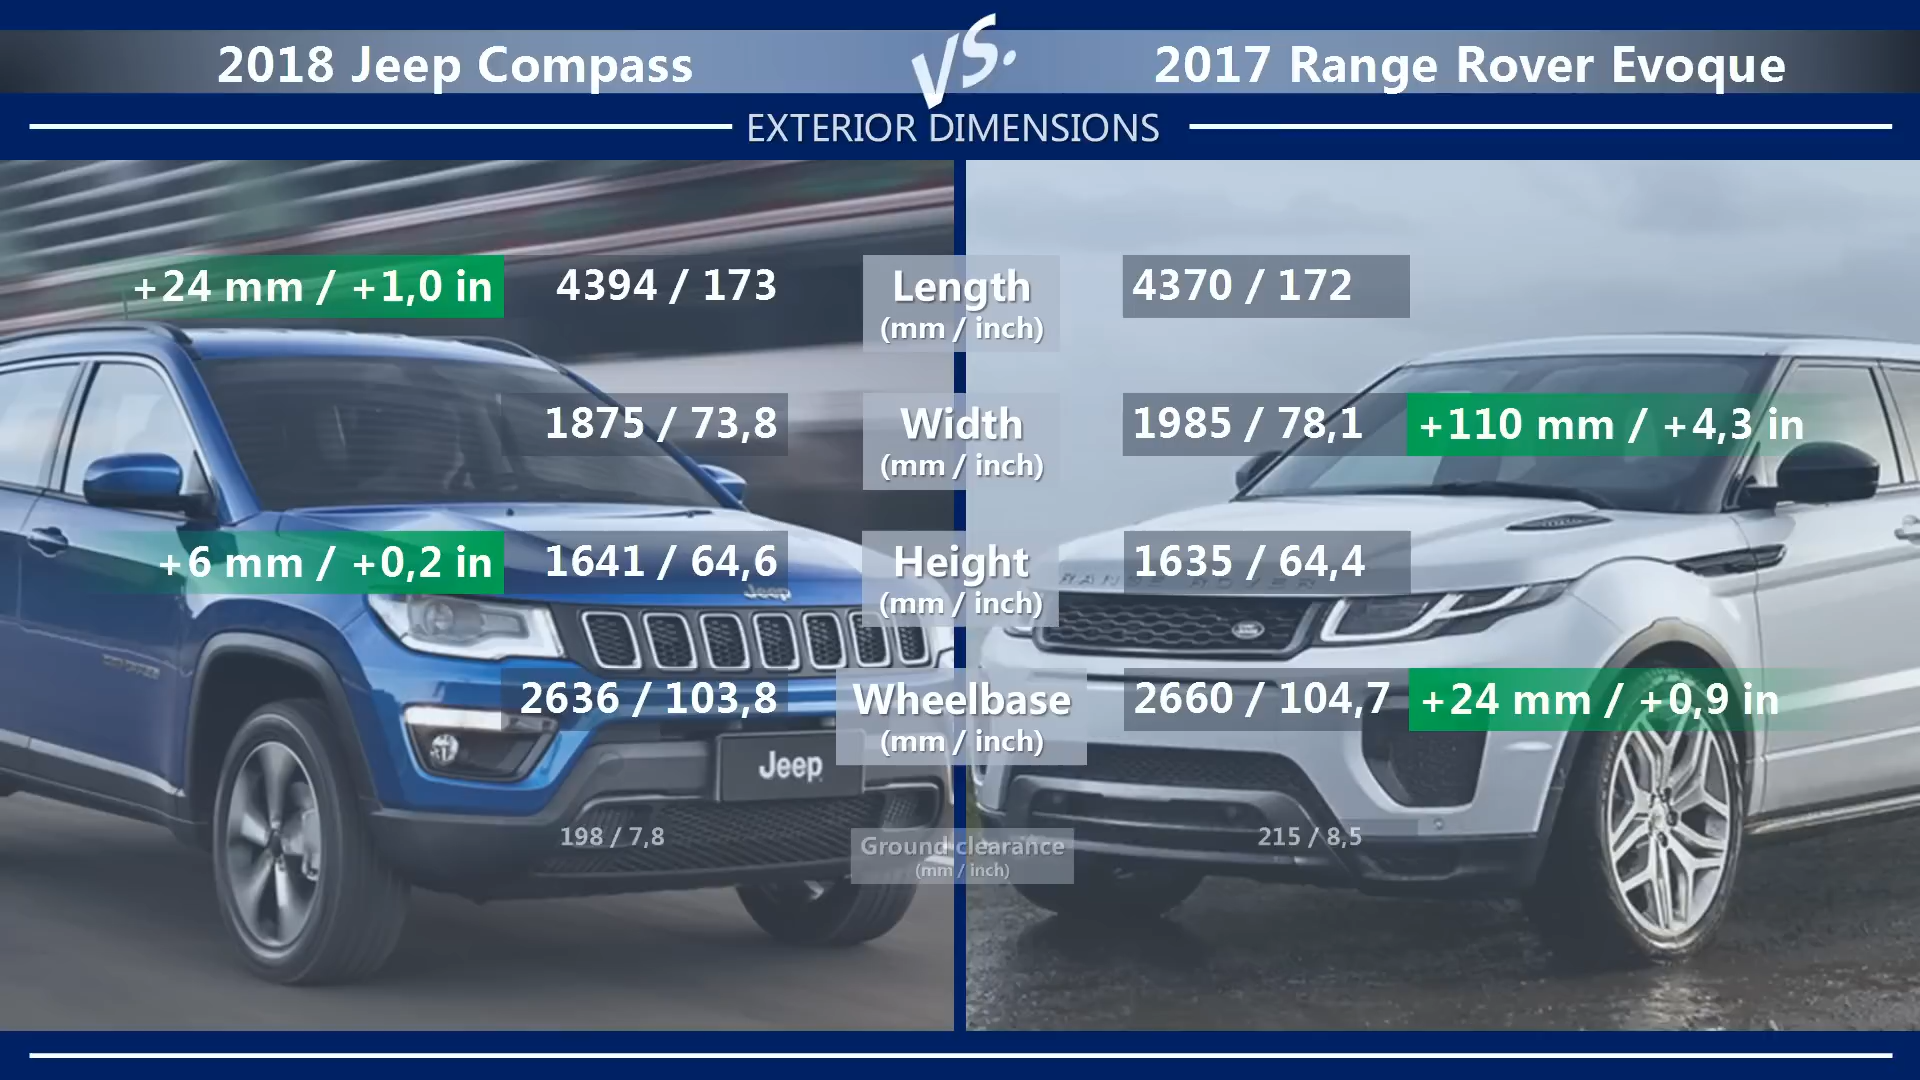 2018 Jeep Compass VS. 2017 Range Rover Evoque
EXTERIOR DIMENSIONS
+24 mm / +1,0 in 4394 / 173 Length 4370 / 172
(mm / inch)
1875 / 73,8 Width 1985 / 78,1 +110 mm / +4,3 in
(mm / inch)
+6 mm / +0,2 in 1641 / 64,6 Height 1635 / 64,4
(mm / inch)
Jeep
RANGE ROVER
2636 / 103,8 Wheelbase 2660 / 104,7 +24 mm / +0,9 in
(mm / inch)
Jeep
198 / 7,8 Ground clearance 215 / 8,5
(mm / inch)